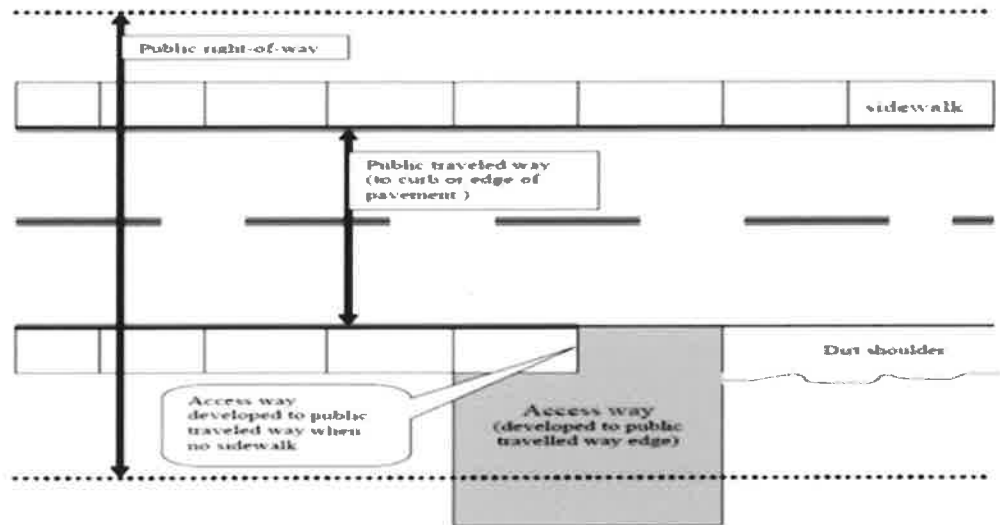 Public right-of-way
sidewalk
Public traveled way
(to curb or edge of
pavement )
Dut shoulder
Access way
developed to public
traveled way when
no sidewalk
Access way
(developed to public
travelled way edge)